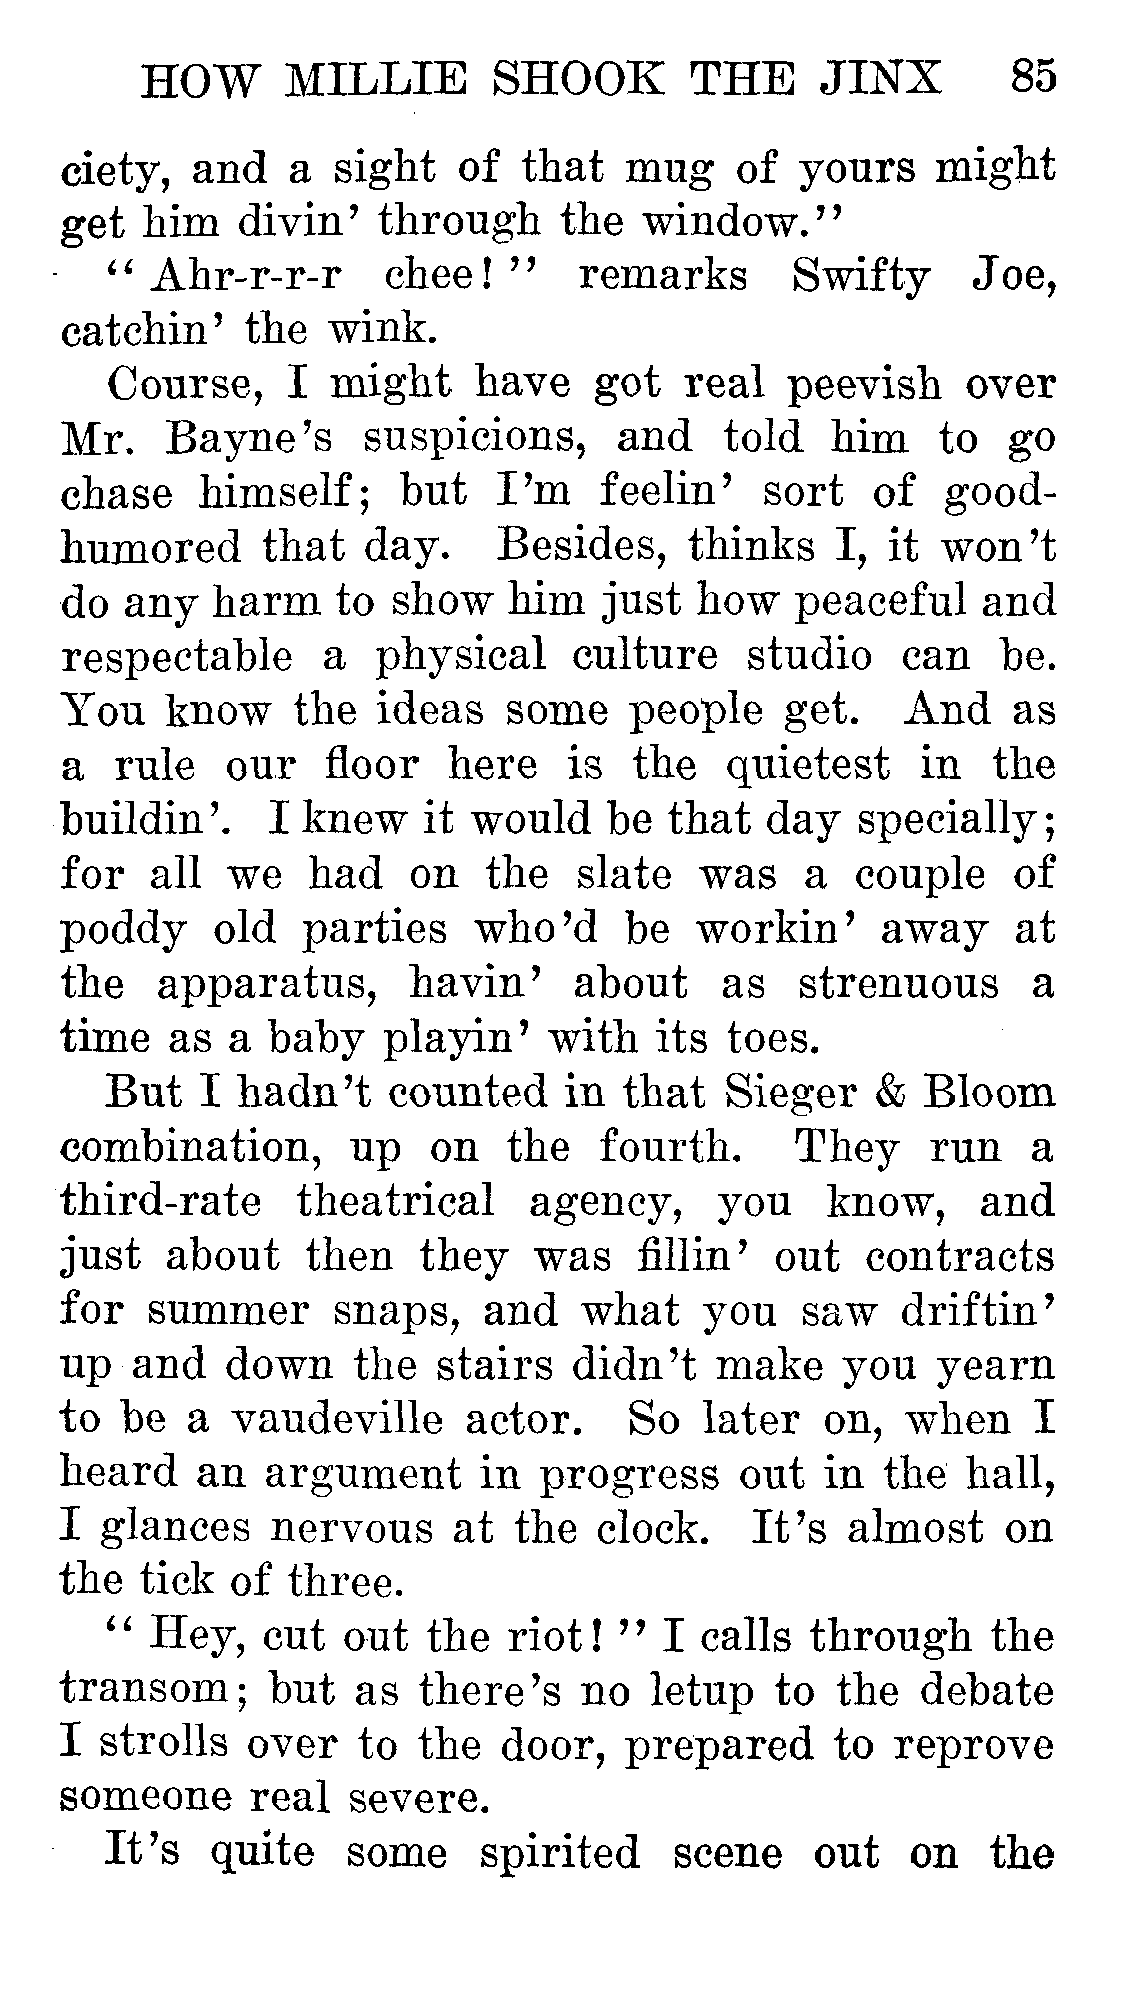 HOW MILLIE SHOOK THE JINX 85
ciety, and a sight of that mug of yours might
get him divin’ through the window.”
“ Ahr-r-r-r chee! ” remarks Swifty Joe,
catchin’ the wink.
Course, I might have got real peevish over
Mr. Bayne’s suspicions, and told him to go
chase himself; but I’m feelin’ sort of good-
humored that day. Besides, thinks I, it won’t
do any harm to show him just how peaceful and
respectable a physical culture studio can be.
You know the ideas some people get. And as
a rule our floor here is the quietest in the
buildin’. I knew it would be that day specially;
for all we had on the slate was a couple of
poddy old parties who’d be workin’ away at
the apparatus, havin’ about as strenuous a
time as a baby playin’ with its toes.
But I hadn’t counted in that Sieger & Bloom
combination, up on the fourth. They run a
third-rate theatrical agency, you know, and
just about then they was fillin’ out contracts
for summer snaps, and what you saw driftin’
up and down the stairs didn’t make you yearn
to be a vaudeville actor. So later on, when I
heard an argument in progress out in the hall,
I glances nervous at the clock. It’s almost on
the tick of three.
“ Hey, cut out the riot! ” I calls through the
transom; but as there’s no letup to the debate
I strolls over to the door, prepared to reprove
someone real severe.
It’s quite some spirited scene out on the